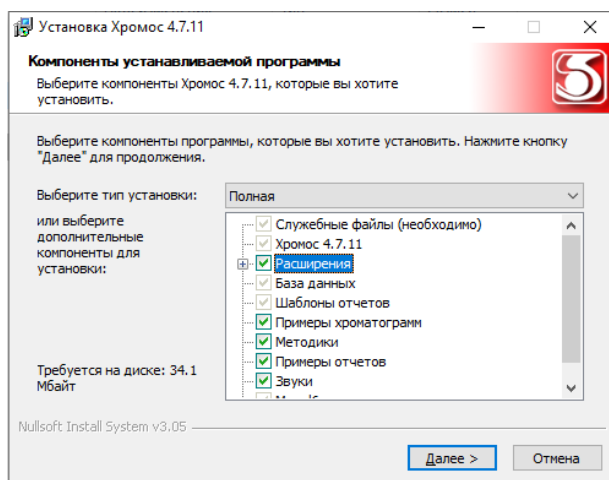 Установка Хромос 4.7.11
Компоненты устанавливаемой программы
Выберите компоненты Хромос 4.7.11, которые вы хотите
установить.
Выберите компоненты программы, которые вы хотите установить. Нажмите кнопку
"Далее" для продолжения.
Выберите тип установки:
Полная
или выберите
дополнительные
компоненты для
установки:
Служебные файлы (необходимо)
Хромос 4.7.11
Расширения
База данных
Шаблоны отчетов
Примеры хроматограмм
Методики
Примеры отчетов
Звуки
Требуется на диске: 34.1
Мбайт
Nullsoft Install System v3.05
Далее >
Отмена